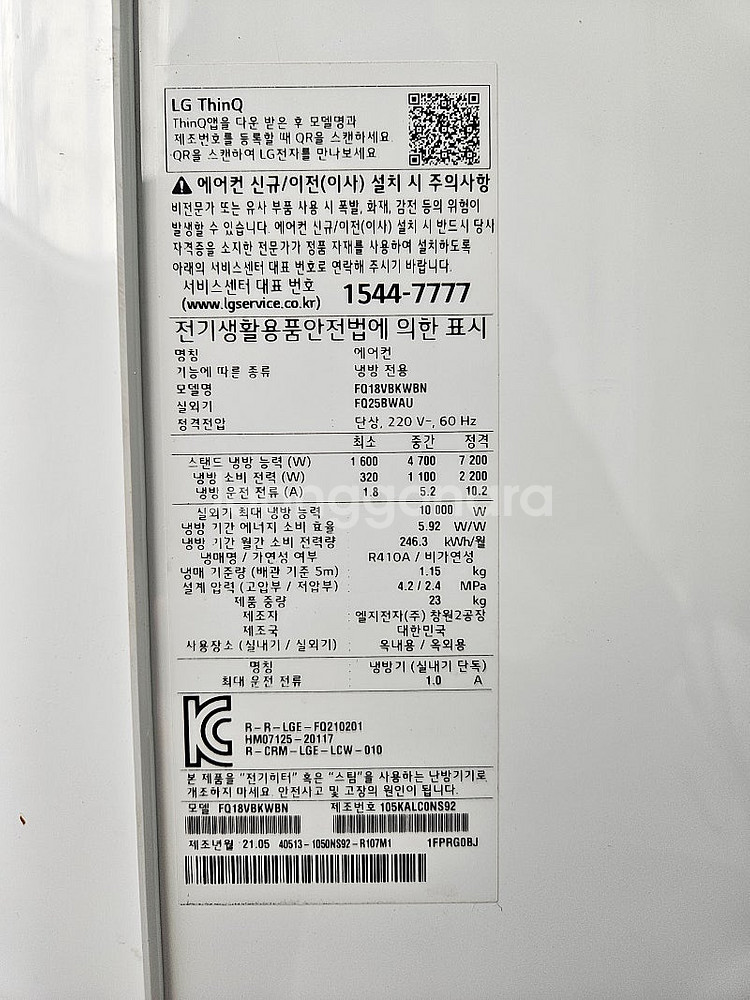 LG ThinQ
ThinQ앱을 다운 받은 후 모델명과
제조번호를 등록할 때 QR을 스캔하세요.
QR을 스캔하여 LG전자를 만나보세요
에어컨 신규/이전(이사) 설치 시 주의사항
비전문가 또는 유사 부품 사용 시 폭발, 화재, 감전 등의 위험이
발생할 수 있습니다. 에어컨 신규/이전(이사) 설치 시 반드시 당사
자격증을 소지한 전문가가 정품 자재를 사용하여 설치하도록
아래의 서비스센터 대표 번호로 연락해 주시기 바랍니다.
서비스센터 대표 번호 1544-7777
(www.lgservice.co.kr)
전기생활용품안전법에 의한 표시
명칭 에어컨
기능에 따른 종류 냉방 전용
모델명 FQ18VBKWBN
실외기 FQ25BWAU
정격전압 : 단상, 220 V~, 60 Hz
최소 중간 정격
스탠드 냉방 능력 (W) 1 600 4 700 7 200
냉방 소비 전력 (W) 320 1 100 2 200
냉방 운전 전류 (A) 1.8 5.2 10.2
실외기 최대 냉방 능력 10 000 W
냉방 기간 에너지 소비 효율 : 5.92 W/W
냉방 기간 월간 소비 전력량 : 246.3 kWh/월
냉매명 / 가연성 여부 : R410A / 비가연성
냉매 기준량 (배관 기준 5m) : 1.15 kg
설계 압력 (고압부 / 저압부) : 4.2 / 2.4 MPa
제품 중량 : 23 kg
제조자 : 엘지전자(주) 창원2공장
제조국 : 대한민국
사용장소 (실내기 / 실외기) : 옥내용 / 옥외용
명칭 : 냉방기 (실내기 단독)
최대 운전 전류 : 1.0 A
R-R-LGE-FQ210201
HM07125-20117
R-CRM-LGE-LCW-010
본 제품을 "전기히터" 혹은 "스팀"을 사용하는 난방기기로
개조하지 마세요. 안전사고 및 고장의 원인이 됩니다.
모델 FQ18VBKWBN 제조번호 105KALC0NS92
제조년월 21.05 40513-1050NS92-R107M1 1FPRG0BJ